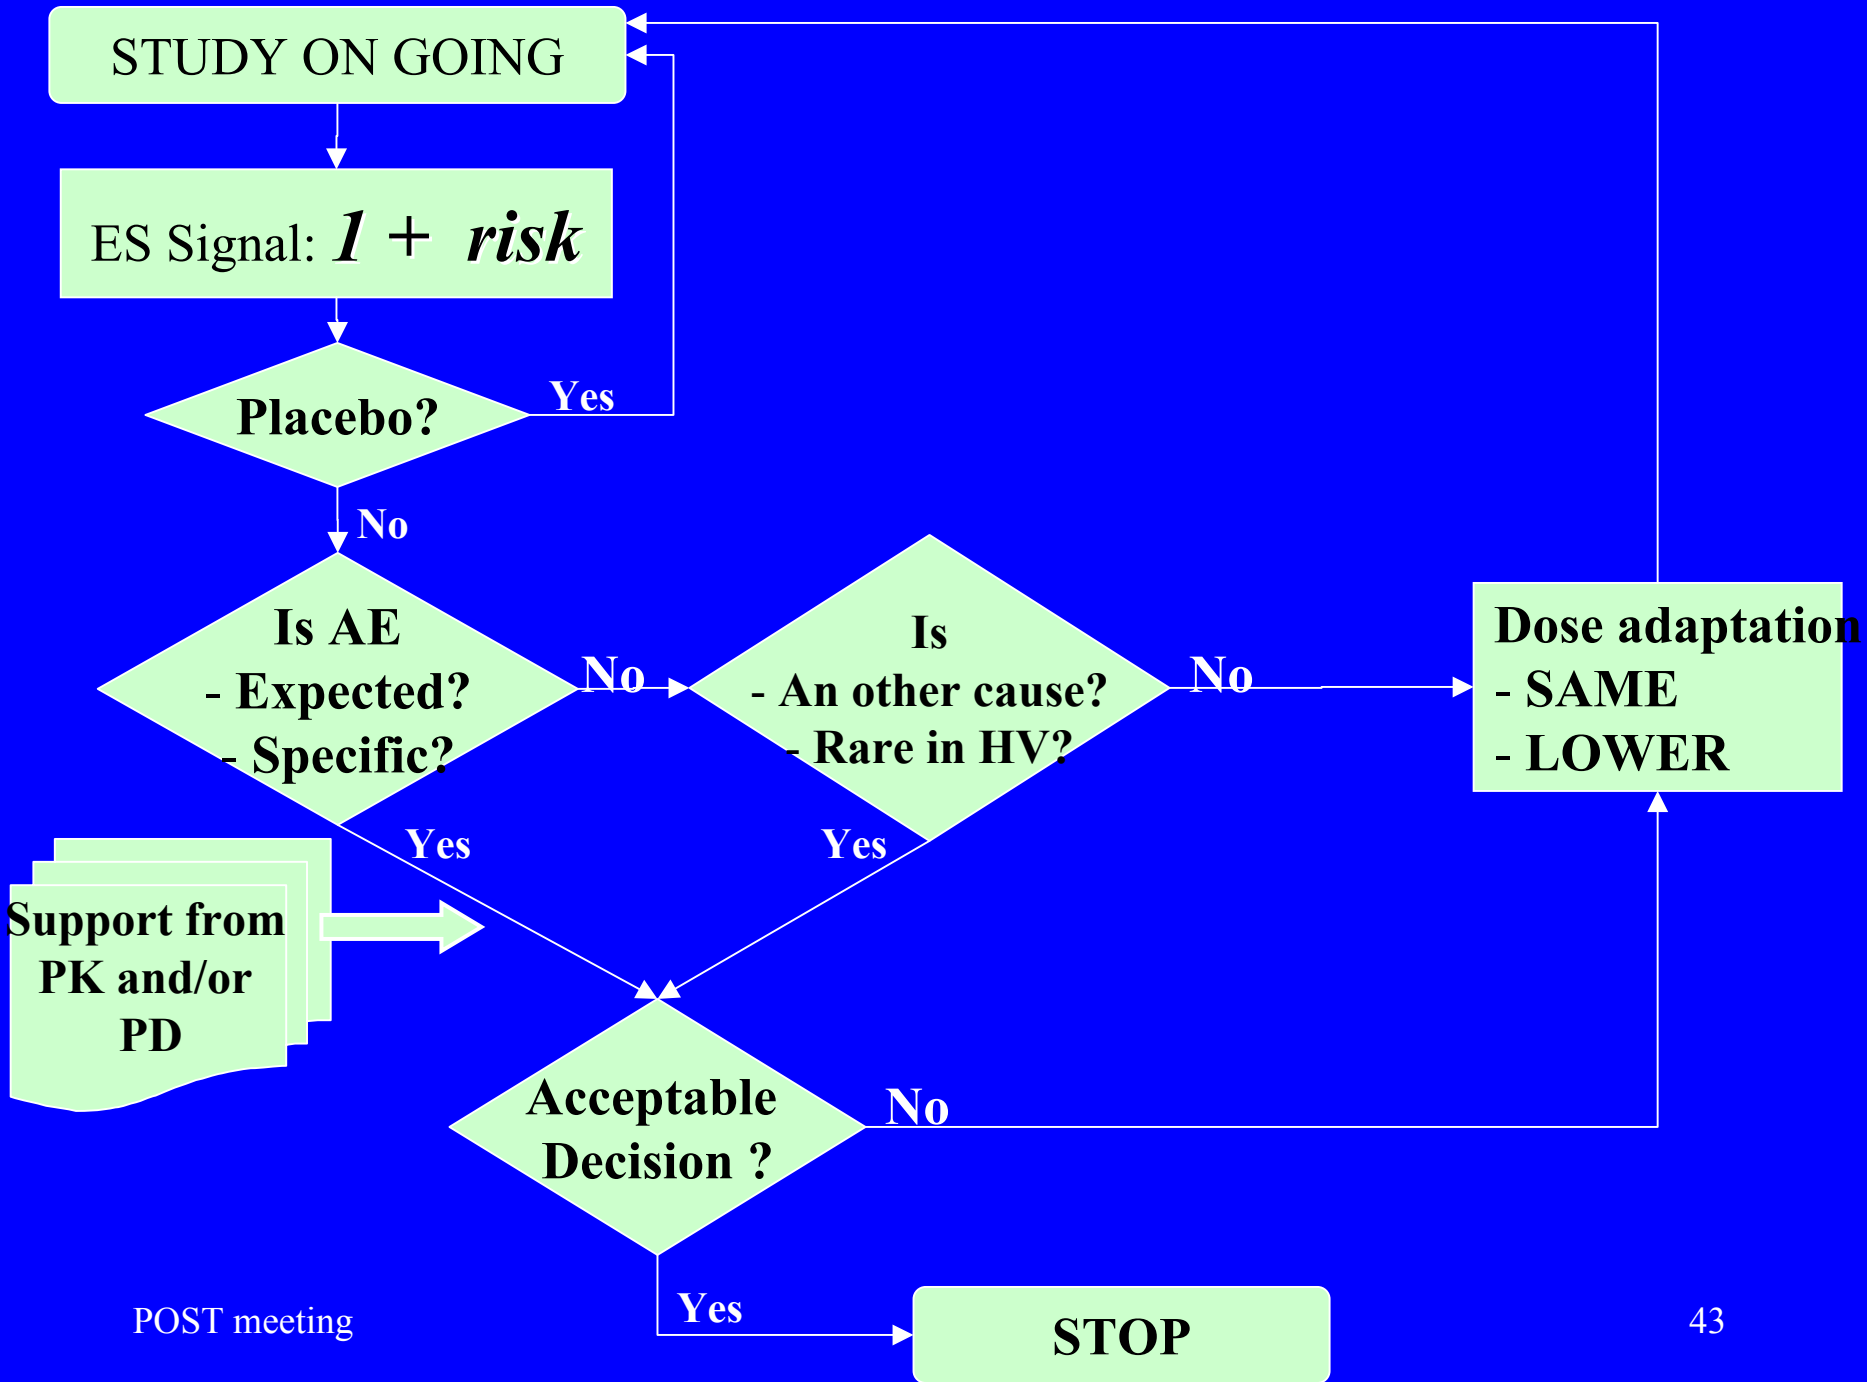 STUDY ON GOING
ES Signal: 1 + risk
Placebo?
Yes
No
Is AE
- Expected?
- Specific?
No
Is
- An other cause?
- Rare in HV?
No
Dose adaptation
- SAME
- LOWER
Yes
Yes
Support from
PK and/or
PD
Acceptable
Decision ?
No
Yes
STOP
POST meeting
43